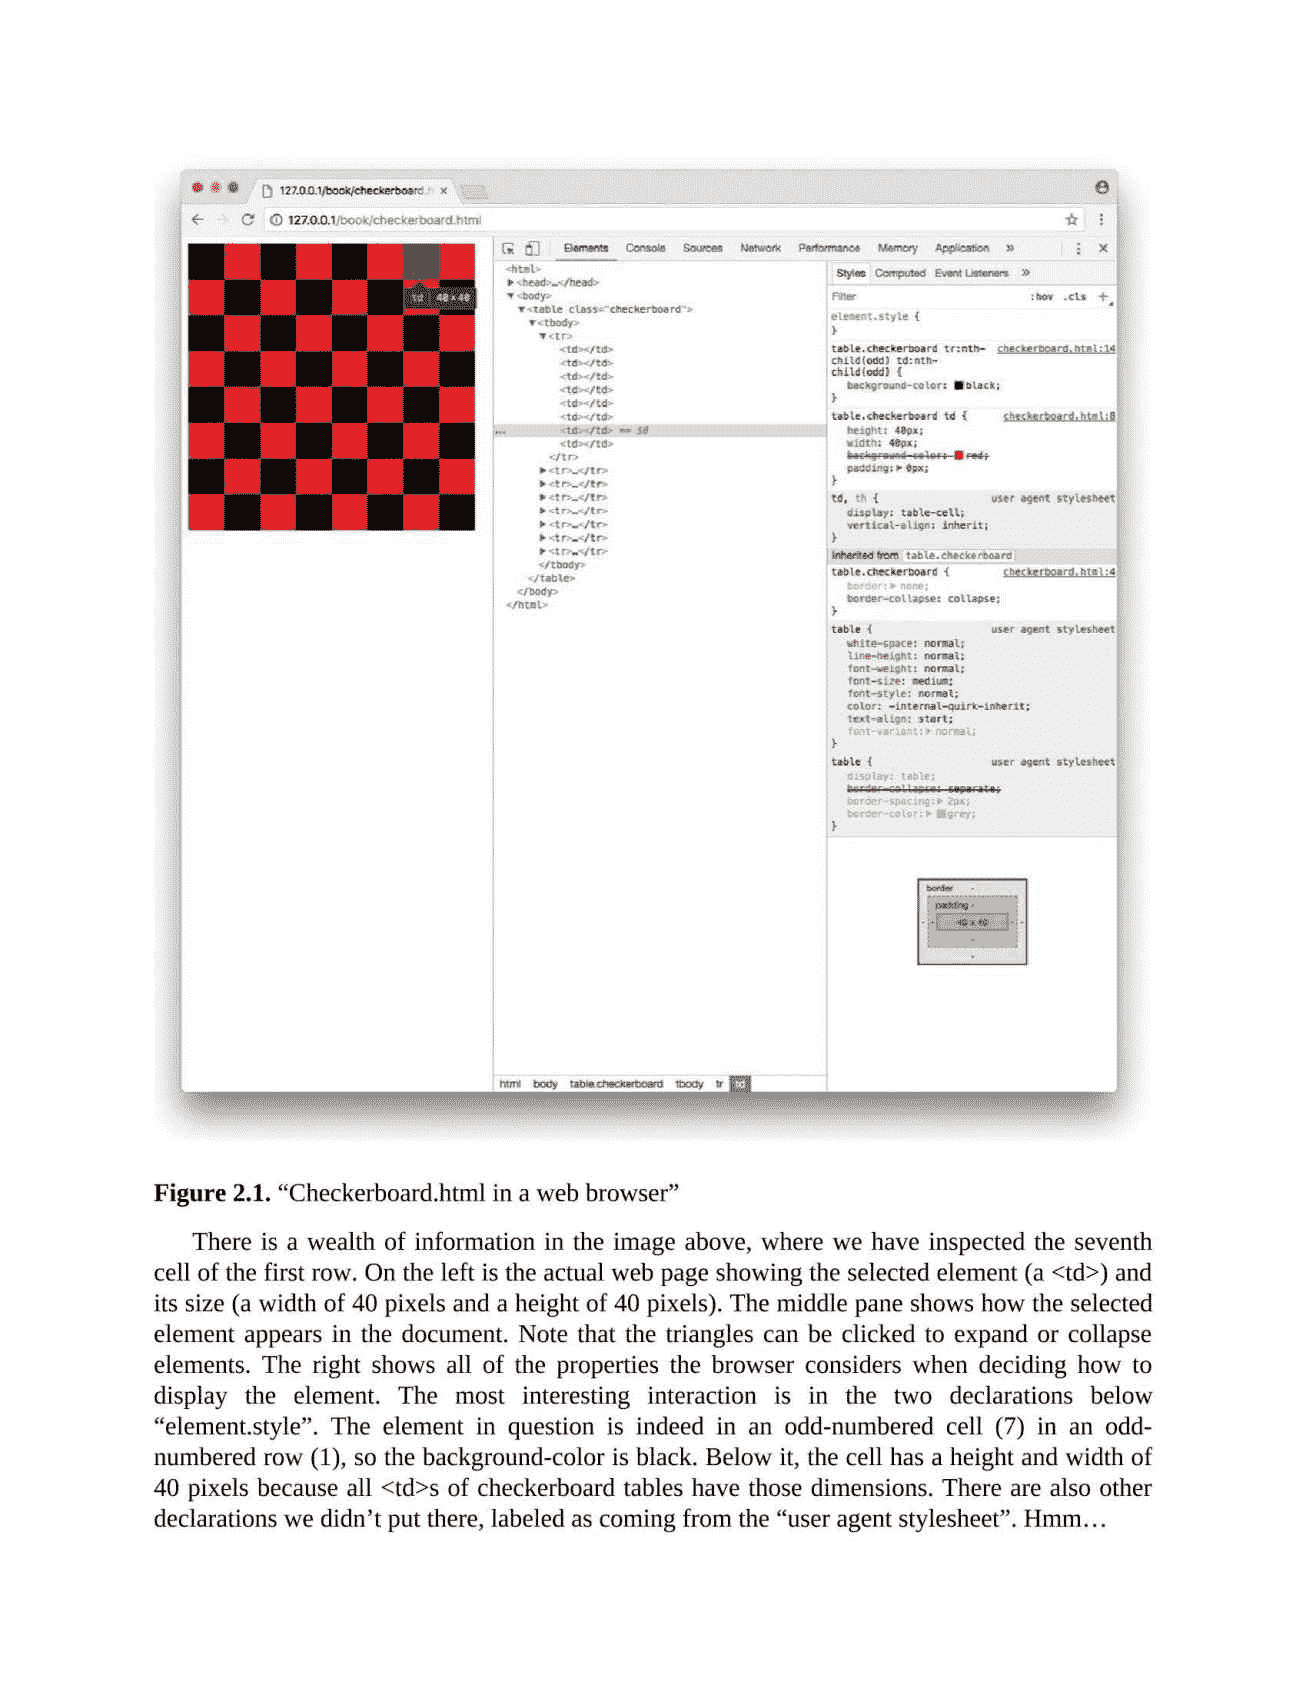 127.0.0.1/book/checkerboard.h
127.0.0.1/book/checkerboard.html
td 40×40
Elements Console Sources Network Performance Memory Application »
<html>
▶<head>…</head>
▼<body>
▼<table class="checkerboard">
▼<tbody>
▼<tr>
<td></td>
<td></td>
<td></td>
<td></td>
<td></td>
<td></td>
… <td></td> == $0
<td></td>
</tr>
▶<tr>…</tr>
▶<tr>…</tr>
▶<tr>…</tr>
▶<tr>…</tr>
▶<tr>…</tr>
▶<tr>…</tr>
▶<tr>…</tr>
</tbody>
</table>
</body>
</html>
html body table.checkerboard tbody tr td
Styles Computed Event Listeners »
Filter :hov .cls +
element.style {
}
table.checkerboard tr:nth- checkerboard.html:14
child(odd) td:nth-
child(odd) {
background-color: black;
}
table.checkerboard td { checkerboard.html:8
height: 40px;
width: 40px;
background-color: red;
padding:▶ 0px;
}
td, th { user agent stylesheet
display: table-cell;
vertical-align: inherit;
}
Inherited from table.checkerboard
table.checkerboard { checkerboard.html:4
border:▶ none;
border-collapse: collapse;
}
table { user agent stylesheet
white-space: normal;
line-height: normal;
font-weight: normal;
font-size: medium;
font-style: normal;
color: -internal-quirk-inherit;
text-align: start;
font-variant:▶ normal;
}
table { user agent stylesheet
display: table;
border-collapse: separate;
border-spacing:▶ 2px;
border-color:▶ grey;
}
border -
padding -
- - 40 x 40 - -
-
-
Figure 2.1. “Checkerboard.html in a web browser”
There is a wealth of information in the image above, where we have inspected the seventh
cell of the first row. On the left is the actual web page showing the selected element (a <td>) and
its size (a width of 40 pixels and a height of 40 pixels). The middle pane shows how the selected
element appears in the document. Note that the triangles can be clicked to expand or collapse
elements. The right shows all of the properties the browser considers when deciding how to
display the element. The most interesting interaction is in the two declarations below
“element.style”. The element in question is indeed in an odd-numbered cell (7) in an odd-
numbered row (1), so the background-color is black. Below it, the cell has a height and width of
40 pixels because all <td>s of checkerboard tables have those dimensions. There are also other
declarations we didn’t put there, labeled as coming from the “user agent stylesheet”. Hmm…